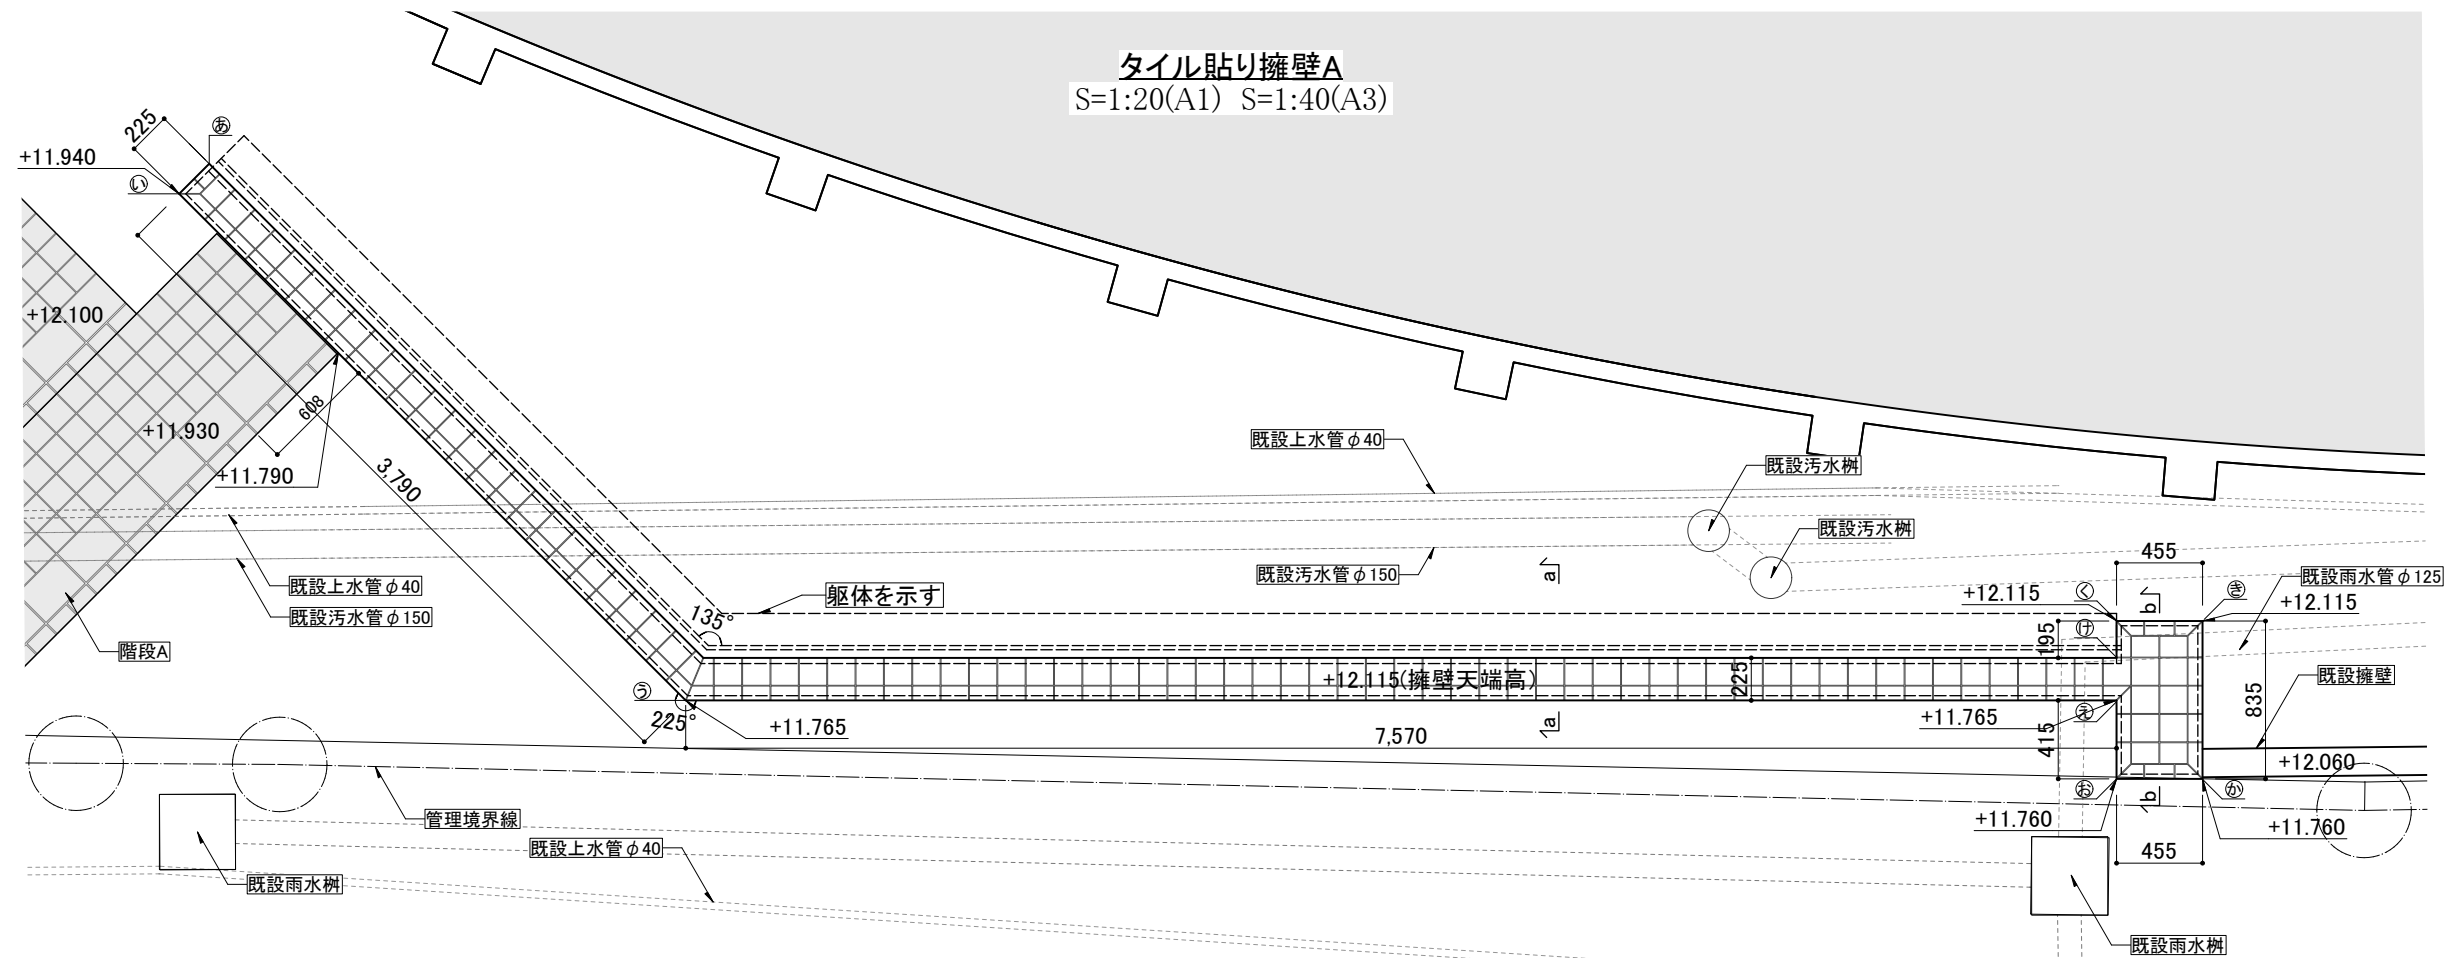 タイル貼り擁壁A
S=1:20(A1) S=1:40(A3)
225
あ
+11.940
い
+12.100
608
+11.930
+11.790
3,790
既設上水管φ40
既設汚水桝
既設汚水桝
既設汚水管φ150
既設上水管φ40
既設汚水管φ150
階段A
躯体を示す
135°
a
455
既設雨水管φ125
+12.115
く
b
き
+12.115
195
け
+12.115(擁壁天端高)
225
既設擁壁
う
225°
+11.765
a
+11.765
え
835
7,570
415
+12.060
お
か
b
+11.760
+11.760
管理境界線
既設上水管φ40
455
既設雨水桝
既設雨水桝